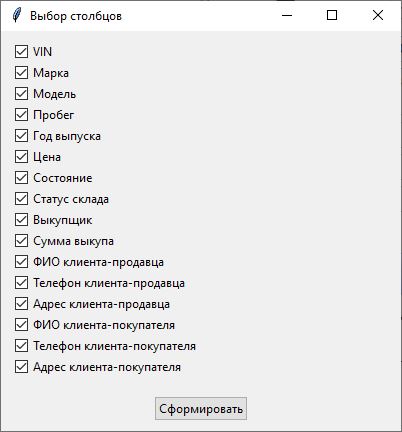 Выбор столбцов
VIN
Марка
Модель
Пробег
Год выпуска
Цена
Состояние
Статус склада
Выкупщик
Сумма выкупа
ФИО клиента-продавца
Телефон клиента-продавца
Адрес клиента-продавца
ФИО клиента-покупателя
Телефон клиента-покупателя
Адрес клиента-покупателя
Сформировать